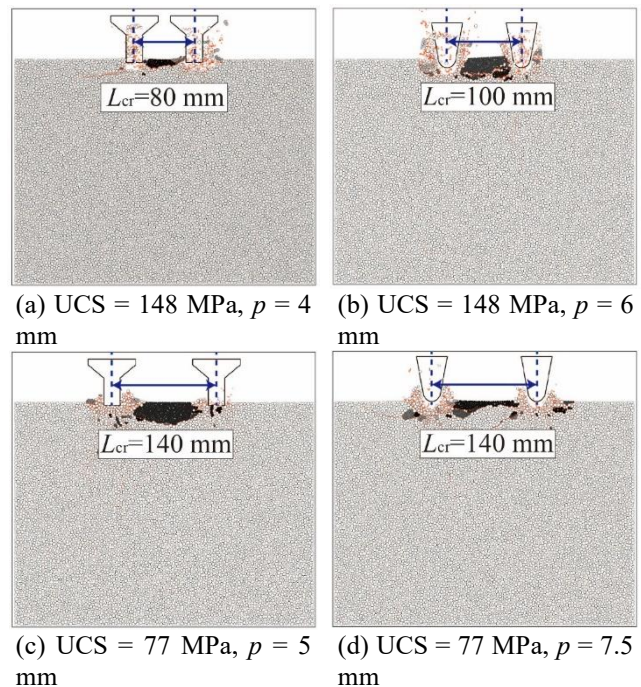 Lcr=80 mm
Lcr=100 mm
(a) UCS = 148 MPa, p = 4
mm
(b) UCS = 148 MPa, p = 6
mm
Lcr=140 mm
Lcr=140 mm
(c) UCS = 77 MPa, p = 5
mm
(d) UCS = 77 MPa, p = 7.5
mm